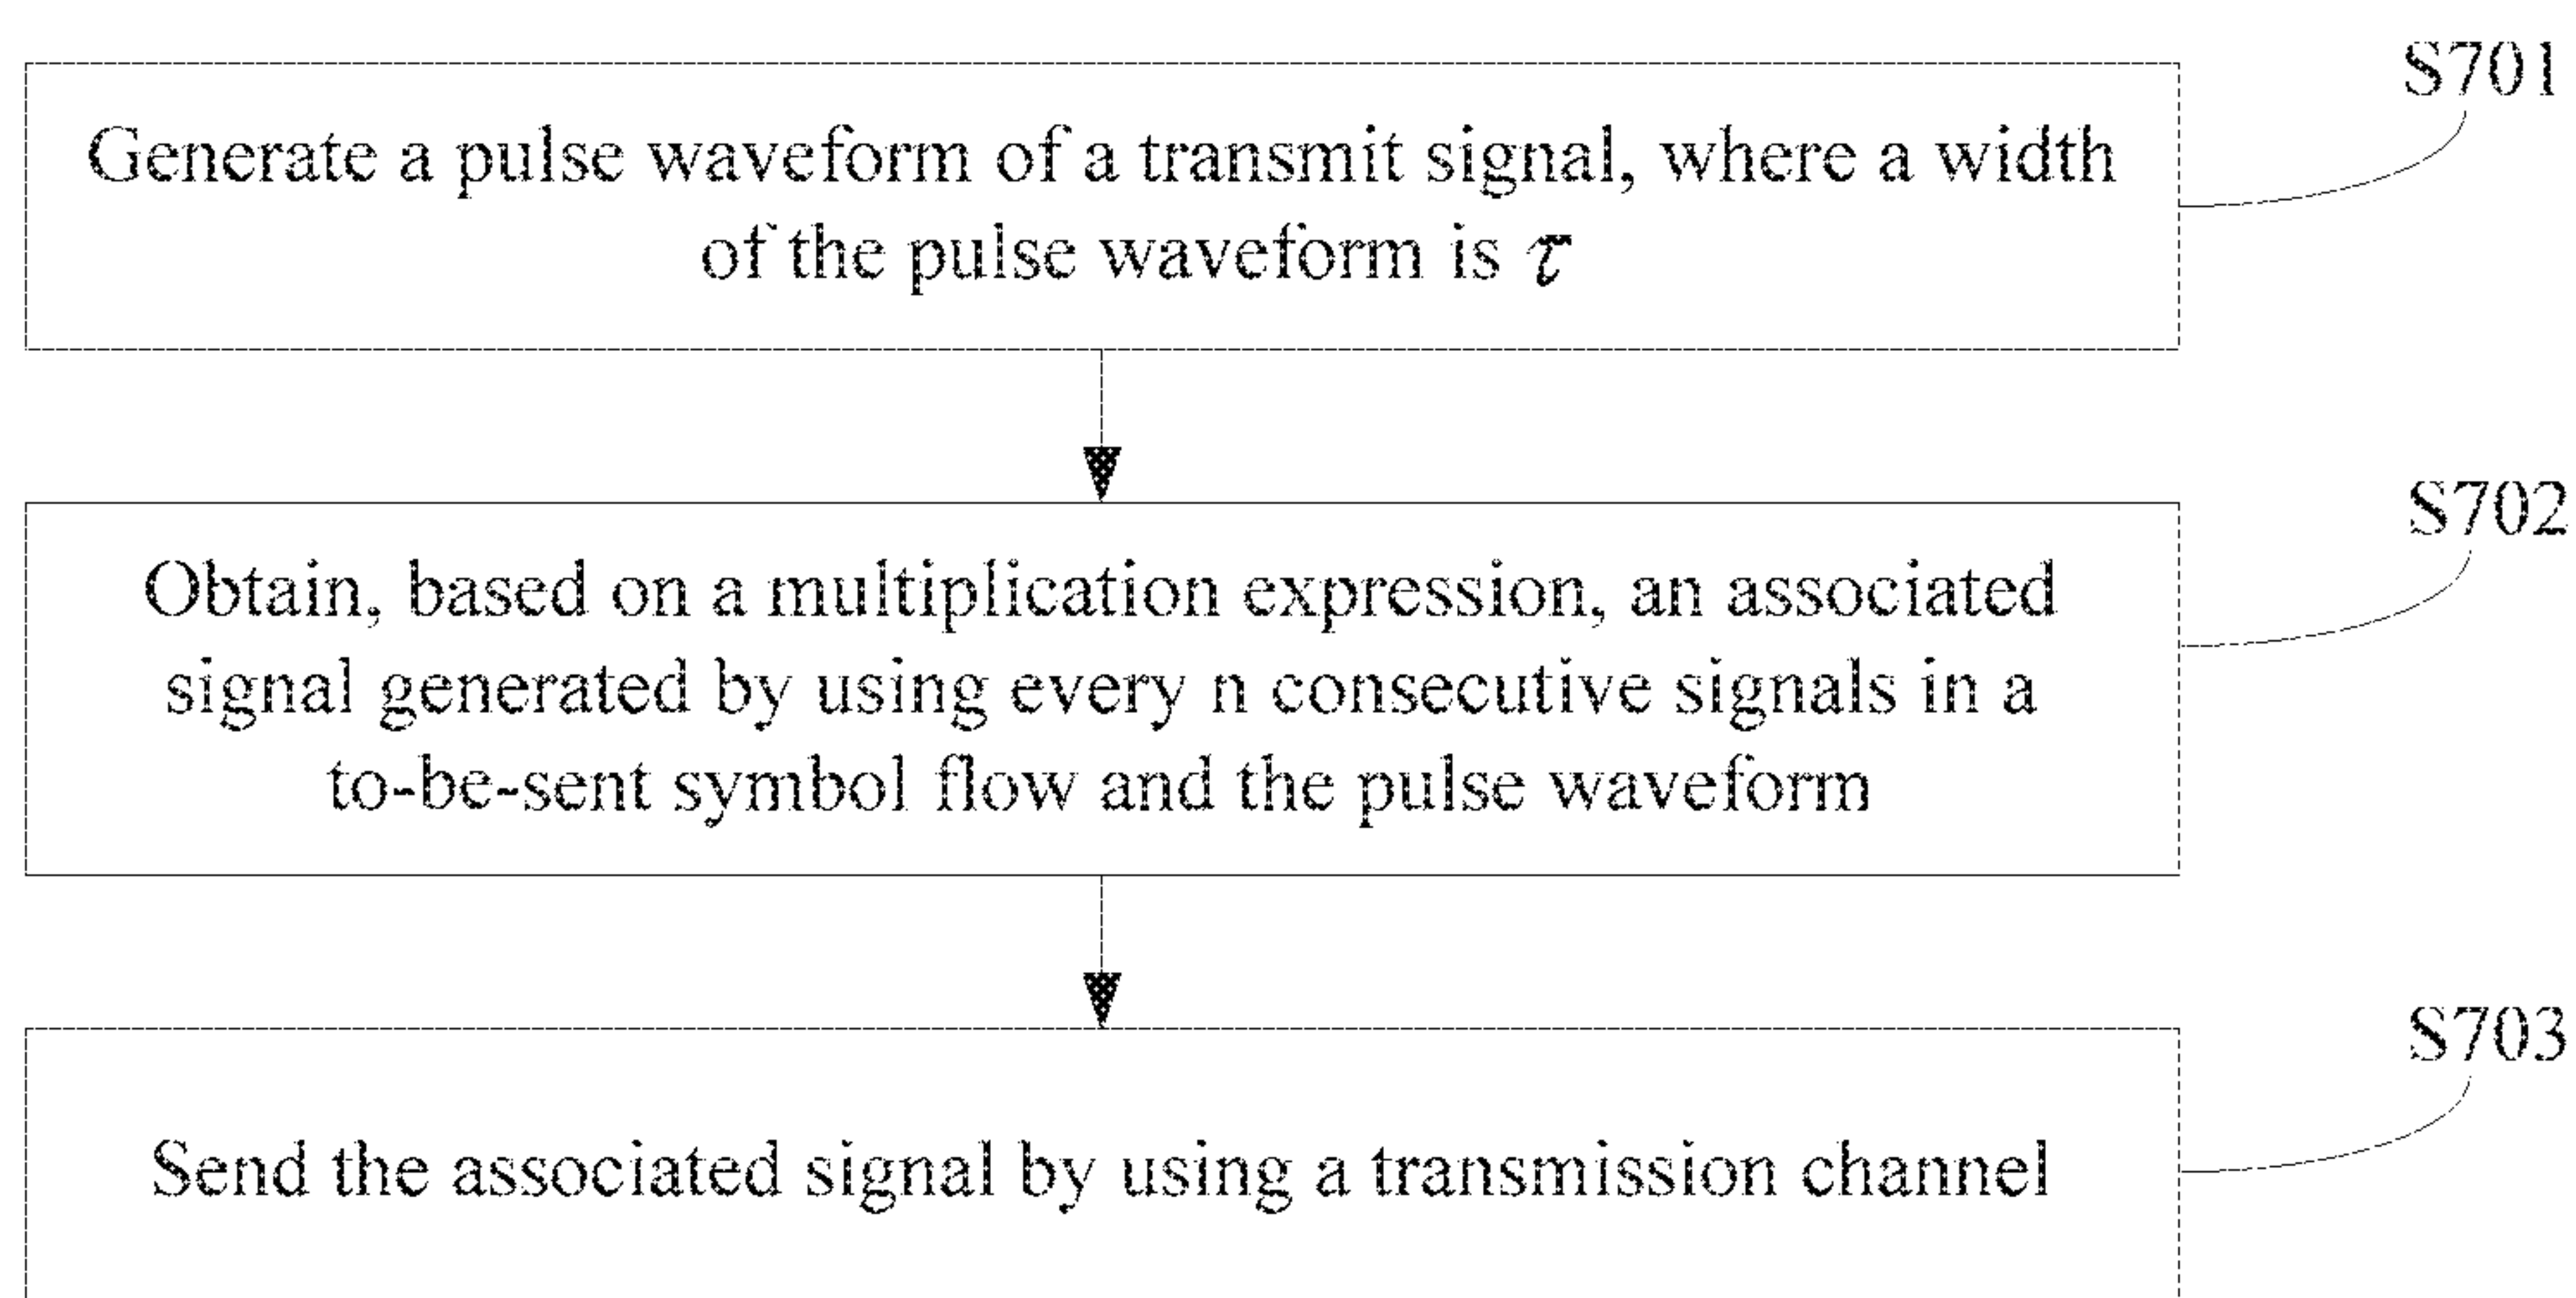 S701
Generate a pulse waveform of a transmit signal, where a width
of the pulse waveform is τ
S702
Obtain, based on a multiplication expression, an associated
signal generated by using every n consecutive signals in a
to-be-sent symbol flow and the pulse waveform
S703
Send the associated signal by using a transmission channel